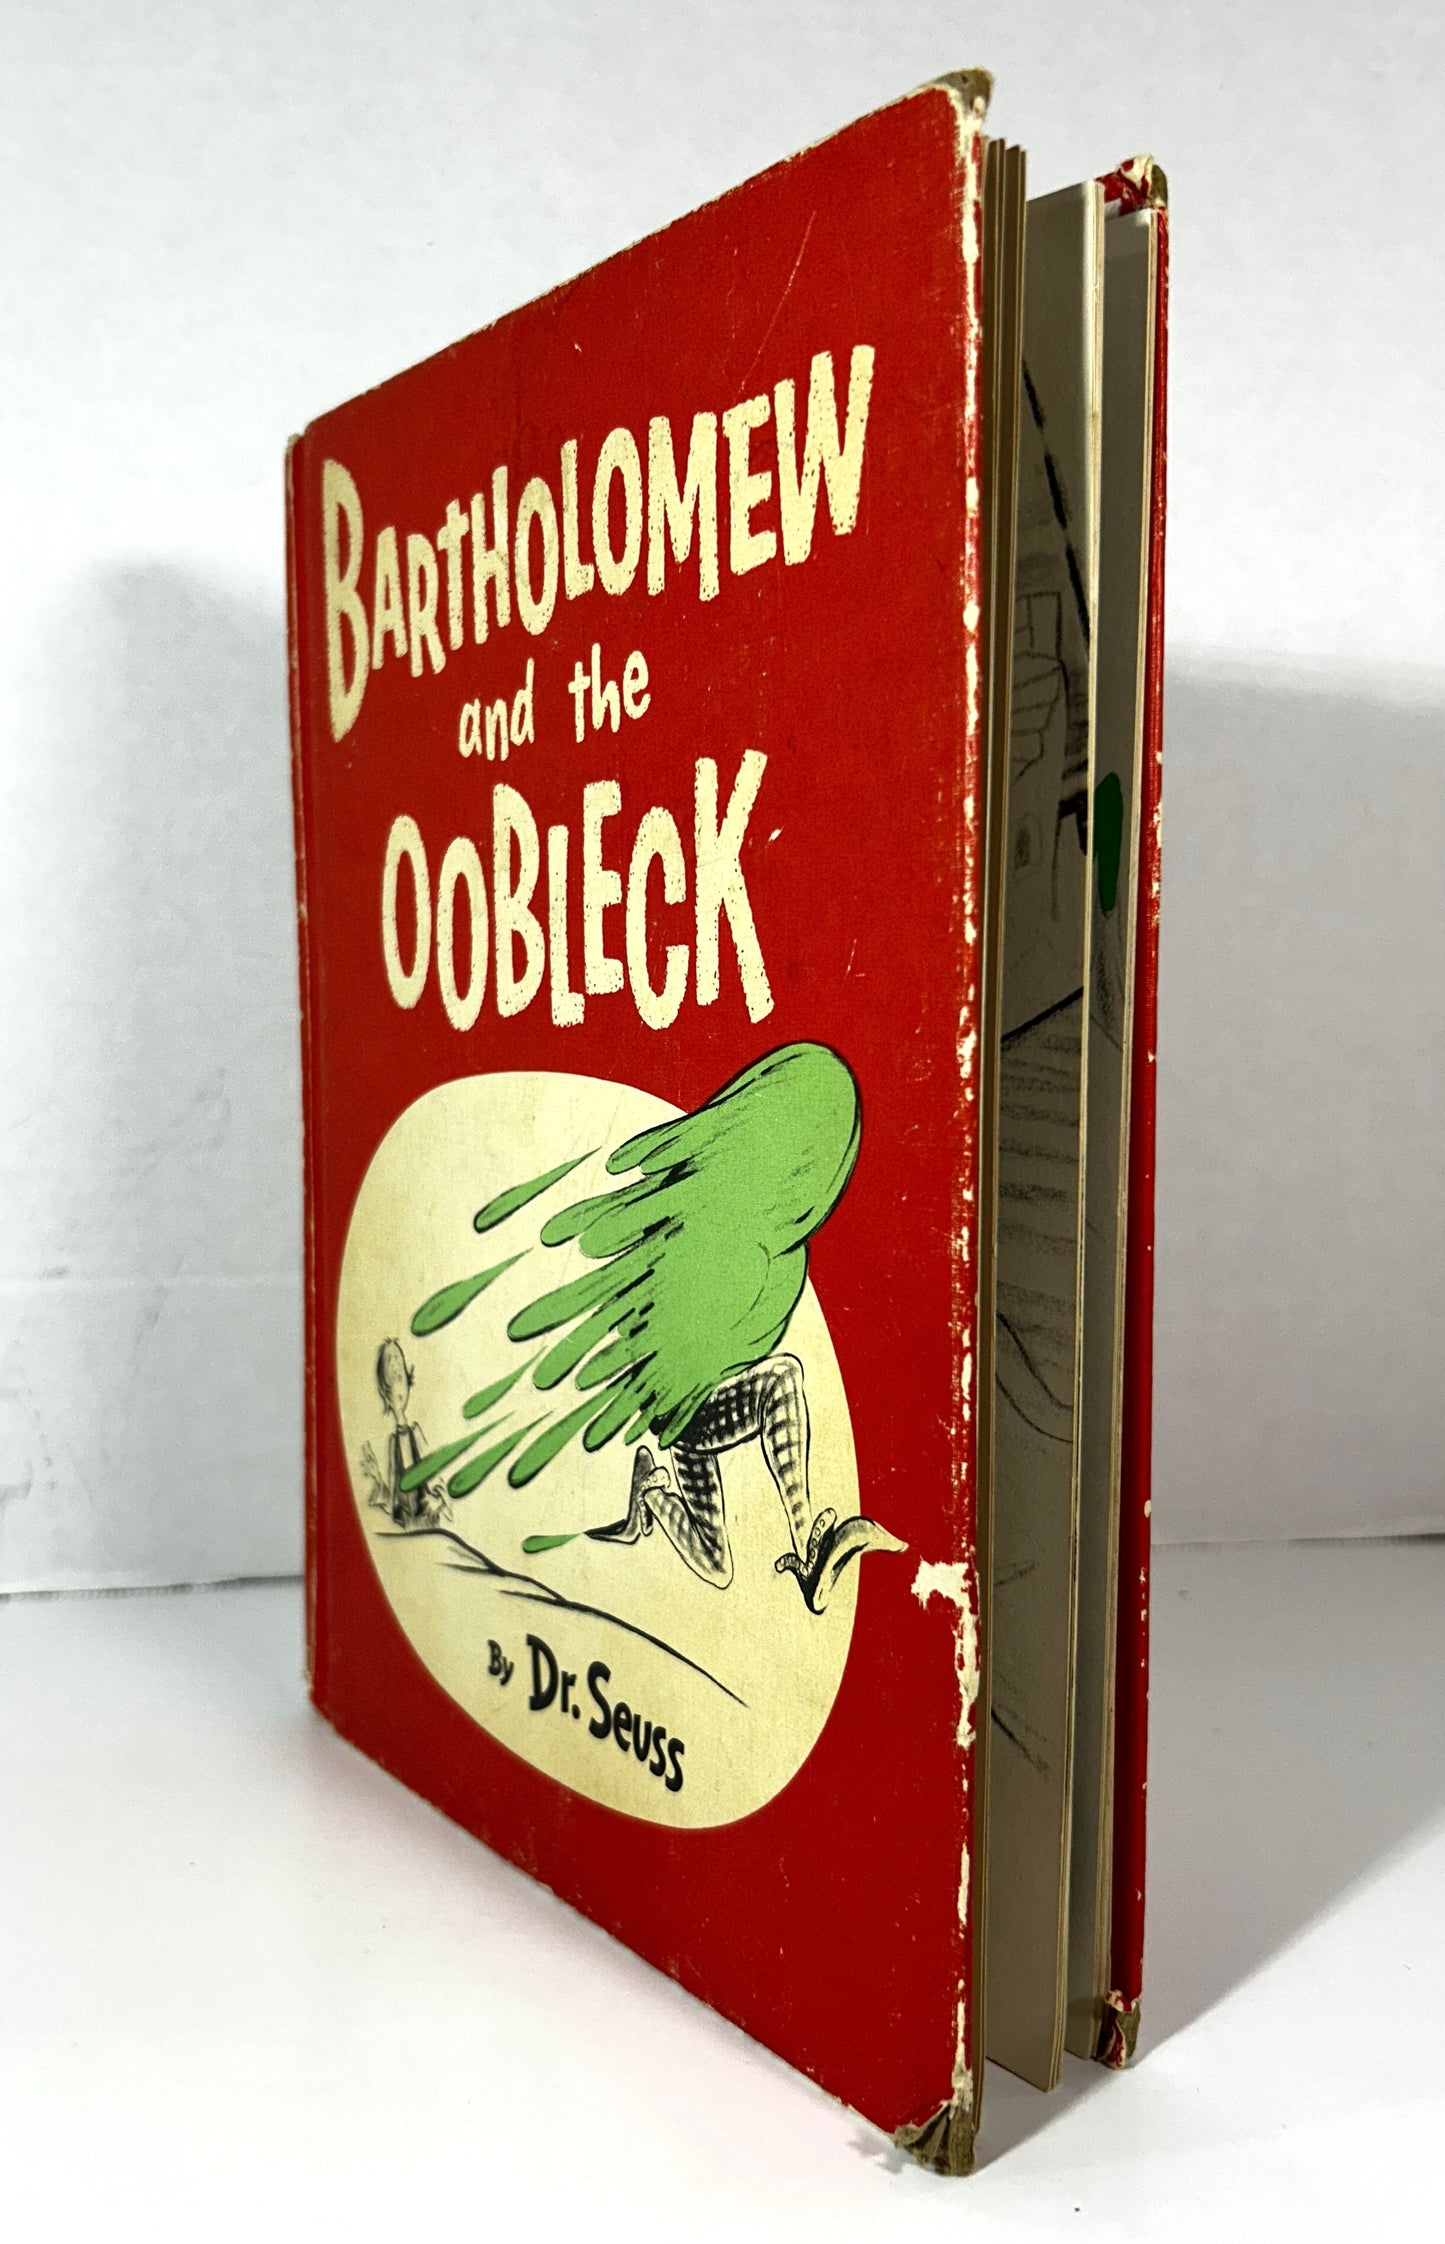 BARTHOLOMEW
and the
OOBLECK
By Dr. Seuss